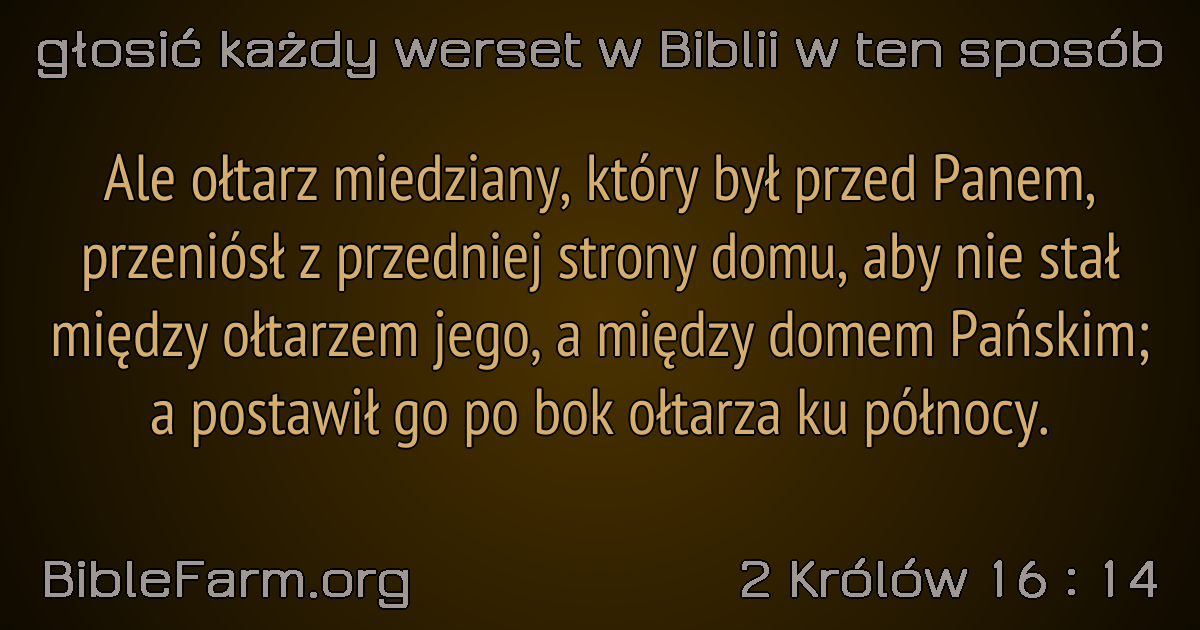 głosić każdy werset w Biblii w ten sposób
Ale ołtarz miedziany, który był przed Panem,
przeniósł z przedniej strony domu, aby nie stał
między ołtarzem jego, a między domem Pańskim;
a postawił go po bok ołtarza ku północy.
BibleFarm.org
2 Królów 16 : 14